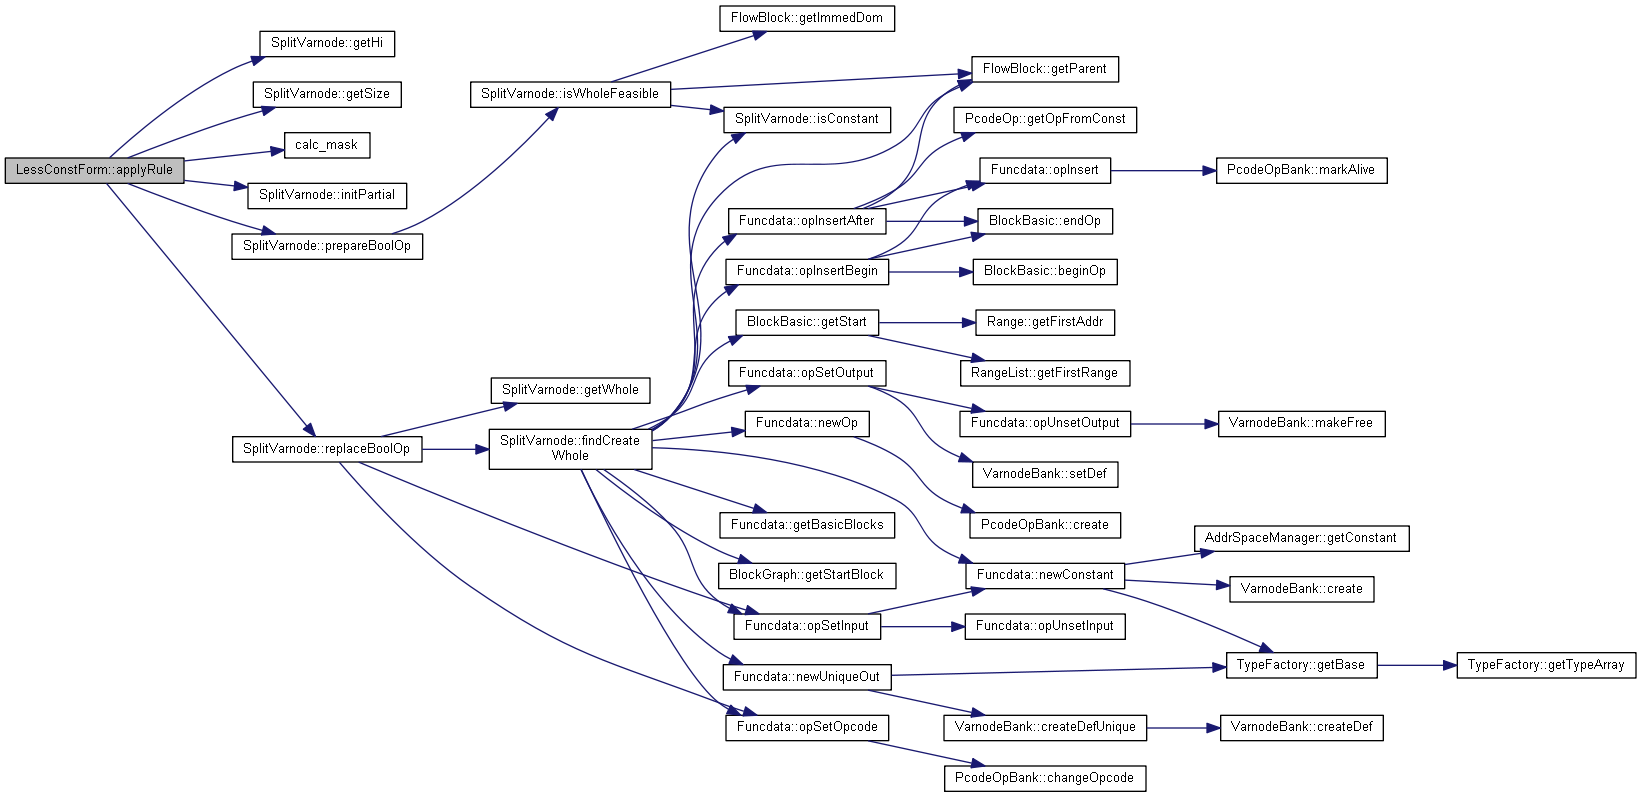 LessConstForm::applyRule
SplitVarnode::getHi
SplitVarnode::getSize
calc_mask
SplitVarnode::initPartial
SplitVarnode::prepareBoolOp
SplitVarnode::replaceBoolOp
SplitVarnode::isWholeFeasible
SplitVarnode::getWhole
SplitVarnode::findCreate
Whole
FlowBlock::getImmedDom
FlowBlock::getParent
SplitVarnode::isConstant
PcodeOp::getOpFromConst
Funcdata::opInsert
PcodeOpBank::markAlive
Funcdata::opInsertAfter
BlockBasic::endOp
Funcdata::opInsertBegin
BlockBasic::beginOp
BlockBasic::getStart
Range::getFirstAddr
RangeList::getFirstRange
Funcdata::opSetOutput
Funcdata::opUnsetOutput
VarnodeBank::makeFree
Funcdata::newOp
VarnodeBank::setDef
Funcdata::getBasicBlocks
PcodeOpBank::create
AddrSpaceManager::getConstant
BlockGraph::getStartBlock
Funcdata::newConstant
VarnodeBank::create
Funcdata::opSetInput
Funcdata::opUnsetInput
Funcdata::newUniqueOut
TypeFactory::getBase
TypeFactory::getTypeArray
Funcdata::opSetOpcode
VarnodeBank::createDefUnique
VarnodeBank::createDef
PcodeOpBank::changeOpcode